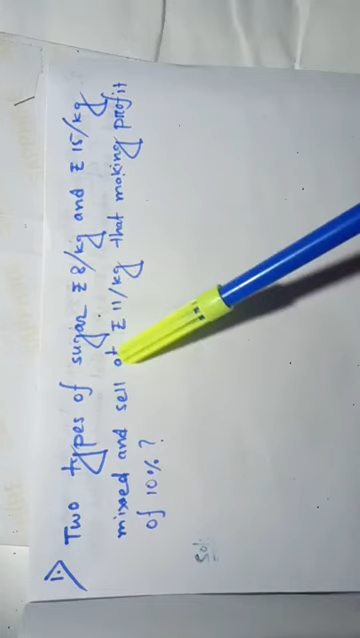 1. Two types of sugar ₹8/kg and ₹15/kg
mixed and sell at ₹11/kg that making profit
of 10%?
Sol: